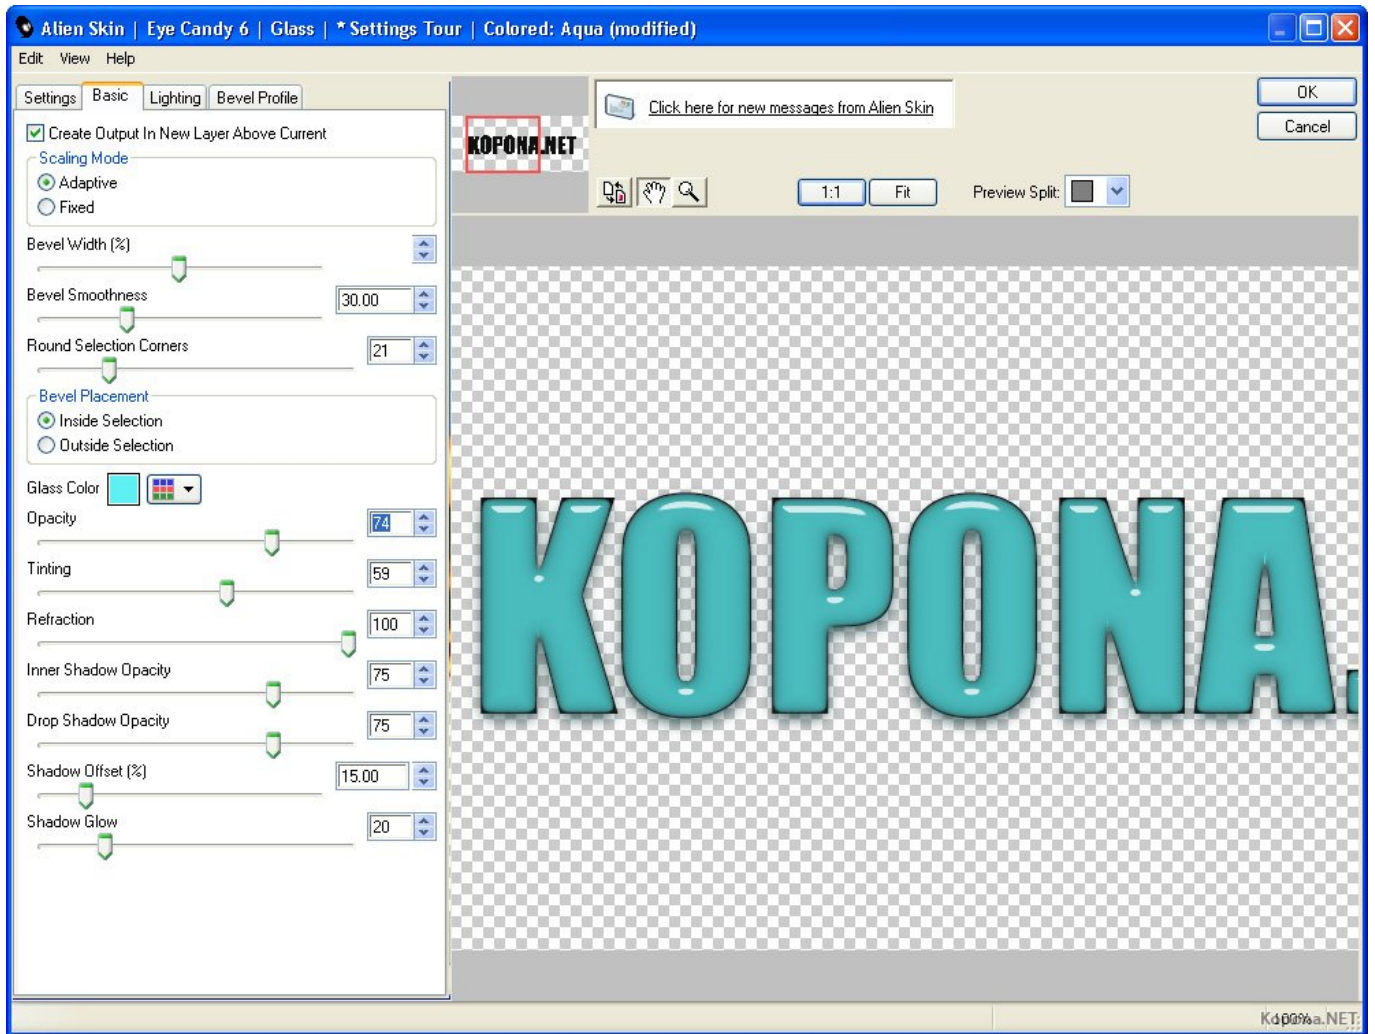 Alien Skin | Eye Candy 6 | Glass | * Settings Tour | Colored: Aqua (modified)
Edit View Help
Settings Basic Lighting Bevel Profile
Create Output In New Layer Above Current
Scaling Mode
Adaptive
Fixed
Bevel Width (%)
Bevel Smoothness 30.00
Round Selection Corners 21
Bevel Placement
Inside Selection
Outside Selection
Glass Color
Opacity 74
Tinting 59
Refraction 100
Inner Shadow Opacity 75
Drop Shadow Opacity 75
Shadow Offset (%) 15.00
Shadow Glow 20
KOPONA.NET
Click here for new messages from Alien Skin
OK
Cancel
1:1 Fit Preview Split:
KOPONA.
100%
Kopona.NET